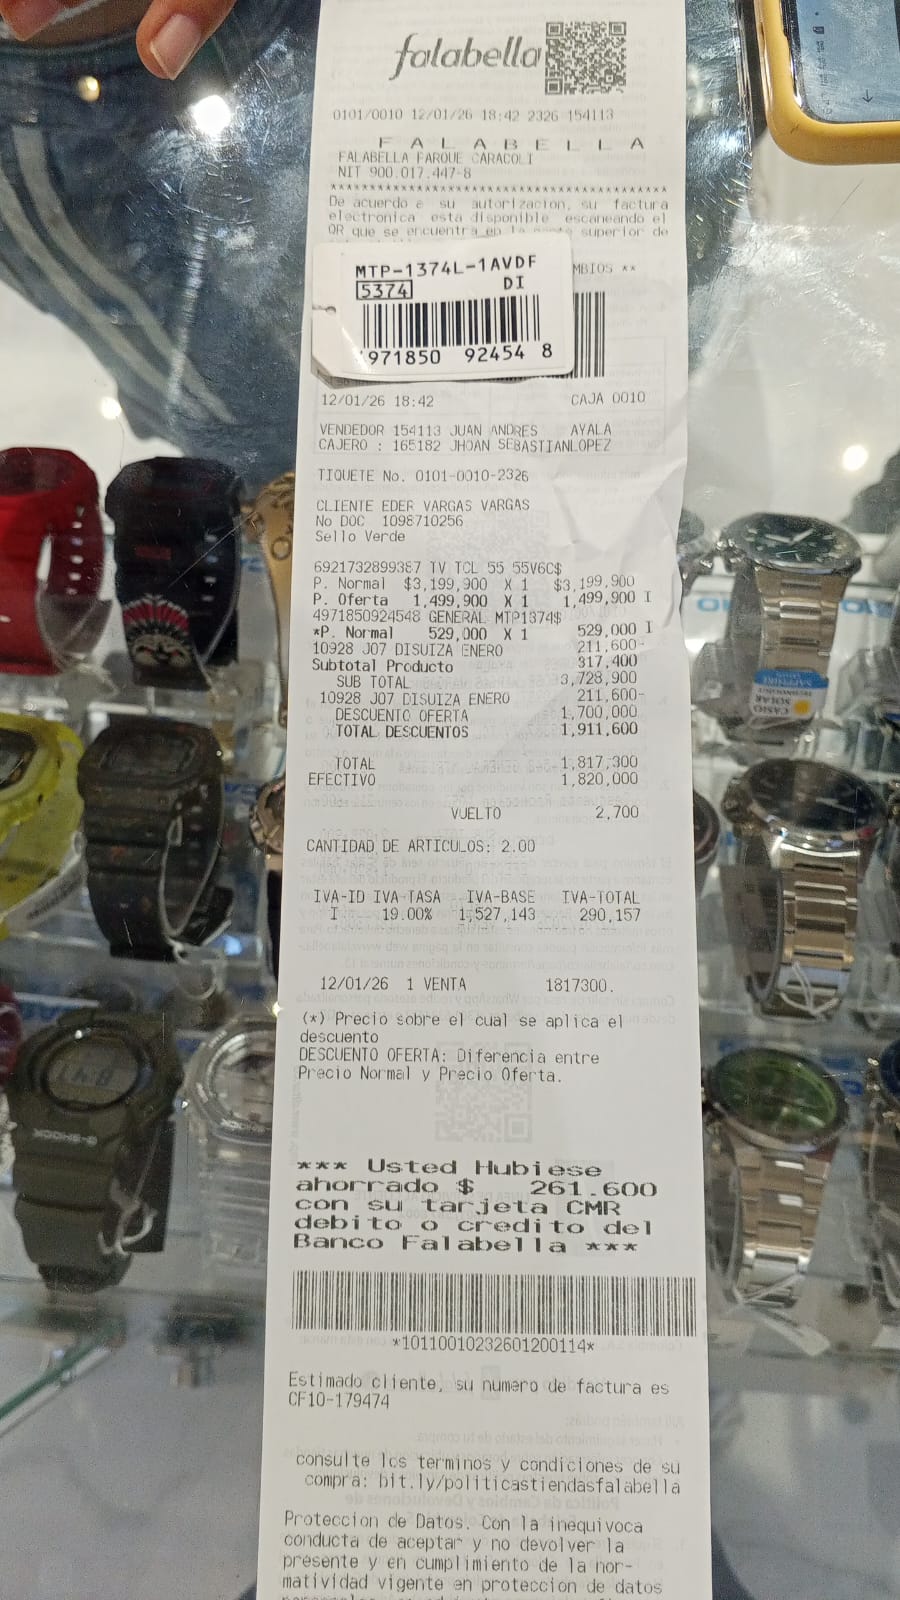 falabella
0101/0010 12/01/26 18:42 2326 154113
F A L A B E L L A
FALABELLA PARQUE CARACOLI
NIT 900.017.447-8
De acuerdo a su autorizacion, su factura
electronica esta disponible escaneando el
QR que se encuentra en la parte superior de
MTP-1374L-1AVDF
MBIOS **
5374 DI
971850 92454 8
12/01/26 18:42 CAJA 0010
VENDEDOR 154113 JUAN ANDRES AYALA
CAJERO : 165182 JHOAN SEBASTIANLOPEZ
TIQUETE No. 0101-0010-2326
CLIENTE EDER VARGAS VARGAS
No DOC 1098710256
Sello Verde
6921732899387 TV TCL 55 55V6C$
P. Normal $3,199,900 X 1 $3,199,900
P. Oferta 1,499,900 X 1 1,499,900 I
4971850924548 GENERAL MTP1374$
*P. Normal 529,000 X 1 529,000 I
10928 J07 DISUIZA ENERO 211,600-
Subtotal Producto 317,400
SUB TOTAL 3,728,900
10928 J07 DISUIZA ENERO 211,600-
DESCUENTO OFERTA 1,700,000
TOTAL DESCUENTOS 1,911,600
TOTAL 1,817,300
EFECTIVO 1,820,000
VUELTO 2,700
CANTIDAD DE ARTICULOS: 2.00
IVA-ID IVA-TASA IVA-BASE IVA-TOTAL
I 19.00% 1,527,143 290,157
12/01/26 1 VENTA 1817300.
(*) Precio sobre el cual se aplica el
descuento
DESCUENTO OFERTA: Diferencia entre
Precio Normal y Precio Oferta.
*** Usted Hubiese
ahorrado $ 261.600
con su tarjeta CMR
debito o credito del
Banco Falabella ***
*10110010232601200114*
Estimado cliente, su numero de factura es
CF10-179474
consulte los terminos y condiciones de su
compra: bit.ly/politicastiendasfalabella
Proteccion de Datos. Con la inequivoca
conducta de aceptar y no devolver la
presente y en cumplimiento de la nor-
matividad vigente en proteccion de datos
SAPPHIRE
CASIO
SOLAR
G-SHOCK